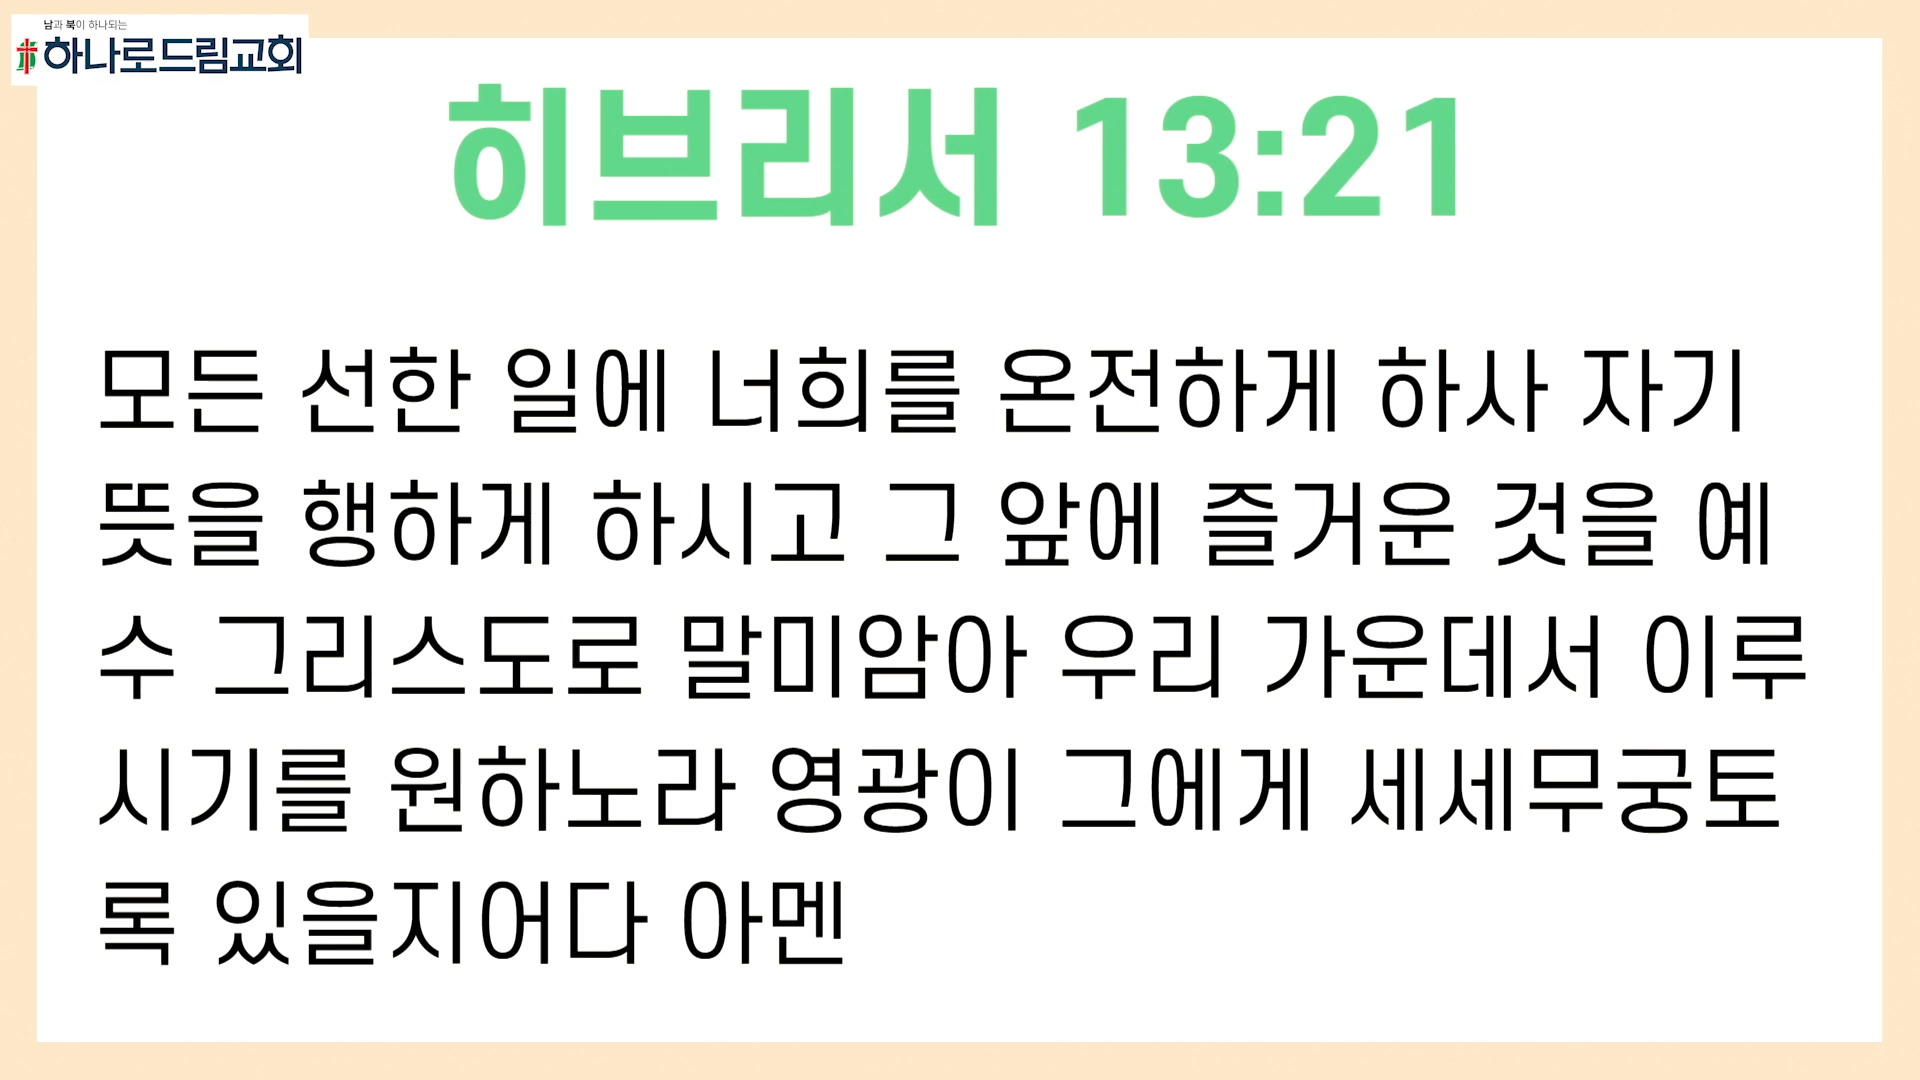 남과 북이 하나되는
하나로드림교회
히브리서 13:21
모든 선한 일에 너희를 온전하게 하사 자기
뜻을 행하게 하시고 그 앞에 즐거운 것을 예
수 그리스도로 말미암아 우리 가운데서 이루
시기를 원하노라 영광이 그에게 세세무궁토
록 있을지어다 아멘